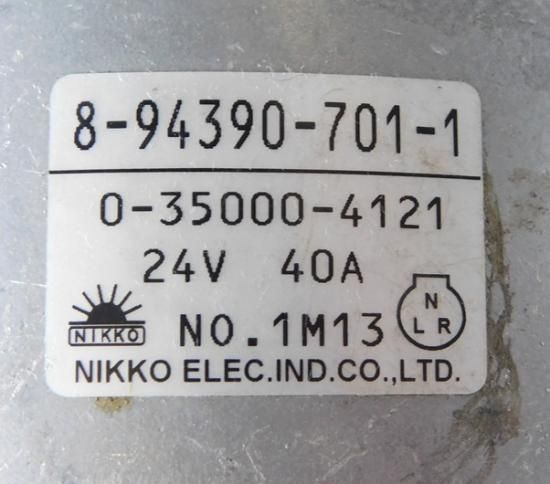 8-94390-701-1
0-35000-4121
24V 40A
NIKKO NO.1M13
N
L R
NIKKO ELEC.IND.CO.,LTD.